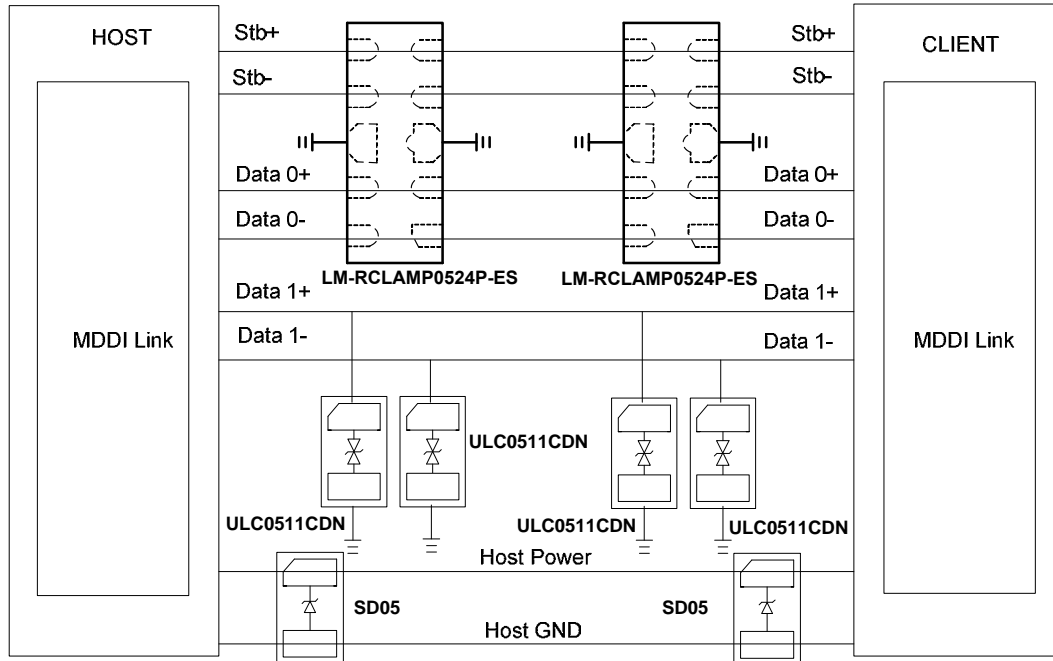 HOST
Stb+
Stb+
CLIENT
Stb-
Stb-
Data 0+
Data 0+
Data 0-
Data 0-
LM-RCLAMP0524P-ES
LM-RCLAMP0524P-ES
Data 1+
Data 1+
MDDI Link
Data 1-
Data 1-
MDDI Link
ULC0511CDN
ULC0511CDN
ULC0511CDN
ULC0511CDN
Host Power
SD05
SD05
Host GND